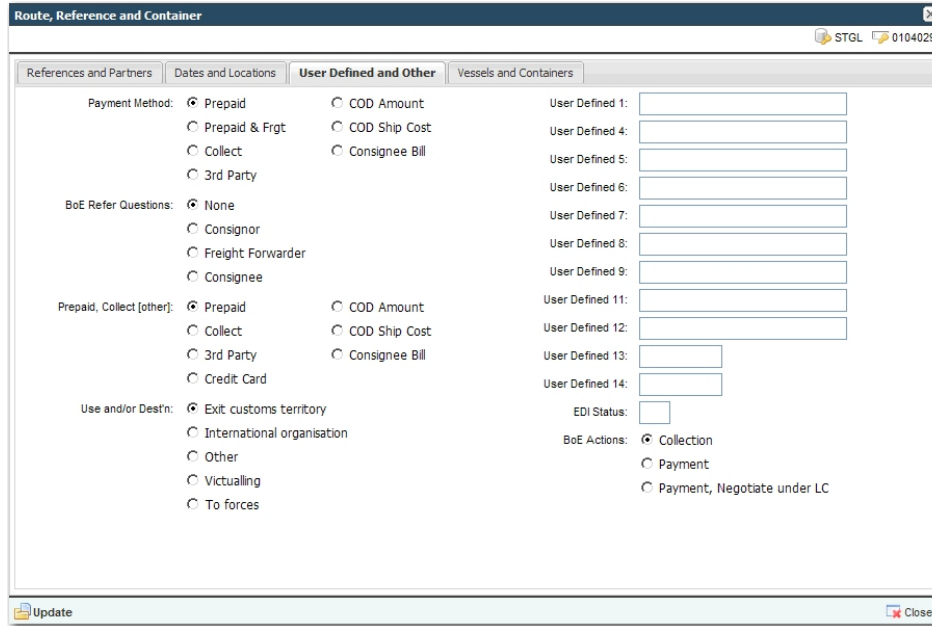 Route, Reference and Container
STGL 0104029
References and Partners Dates and Locations User Defined and Other Vessels and Containers
Payment Method: Prepaid COD Amount
Prepaid & Frgt COD Ship Cost
Collect Consignee Bill
3rd Party
BoE Refer Questions: None
Consignor
Freight Forwarder
Consignee
Prepaid, Collect [other]: Prepaid COD Amount
Collect COD Ship Cost
3rd Party Consignee Bill
Credit Card
Use and/or Dest'n: Exit customs territory
International organisation
Other
Victualling
To forces
User Defined 1:
User Defined 4:
User Defined 5:
User Defined 6:
User Defined 7:
User Defined 8:
User Defined 9:
User Defined 11:
User Defined 12:
User Defined 13:
User Defined 14:
EDI Status:
BoE Actions: Collection
Payment
Payment, Negotiate under LC
Update Close